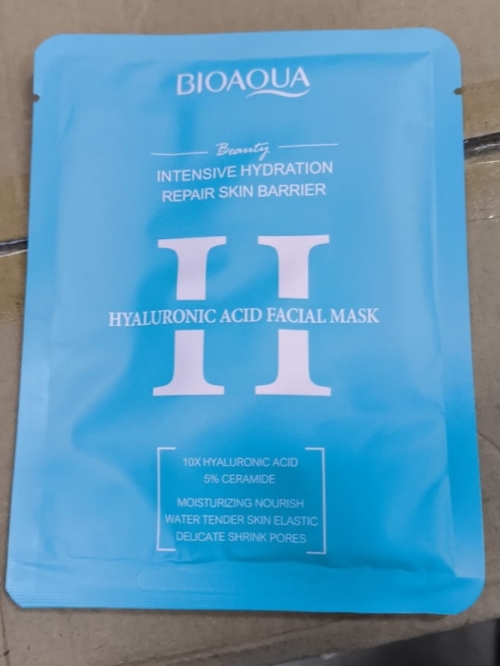 BIOAQUA
Beauty
INTENSIVE HYDRATION
REPAIR SKIN BARRIER
H
HYALURONIC ACID FACIAL MASK
10X HYALURONIC ACID
5% CERAMIDE
MOISTURIZING NOURISH
WATER TENDER SKIN ELASTIC
DELICATE SHRINK PORES